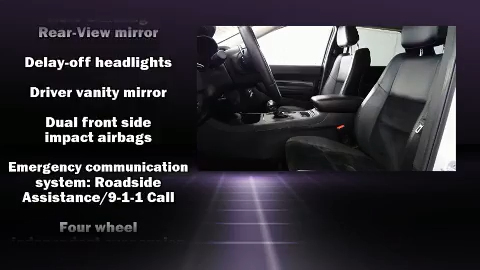 Rear-View mirror
Delay-off headlights
Driver vanity mirror
Dual front side
impact airbags
Emergency communication
system: Roadside
Assistance/9-1-1 Call
Four wheel